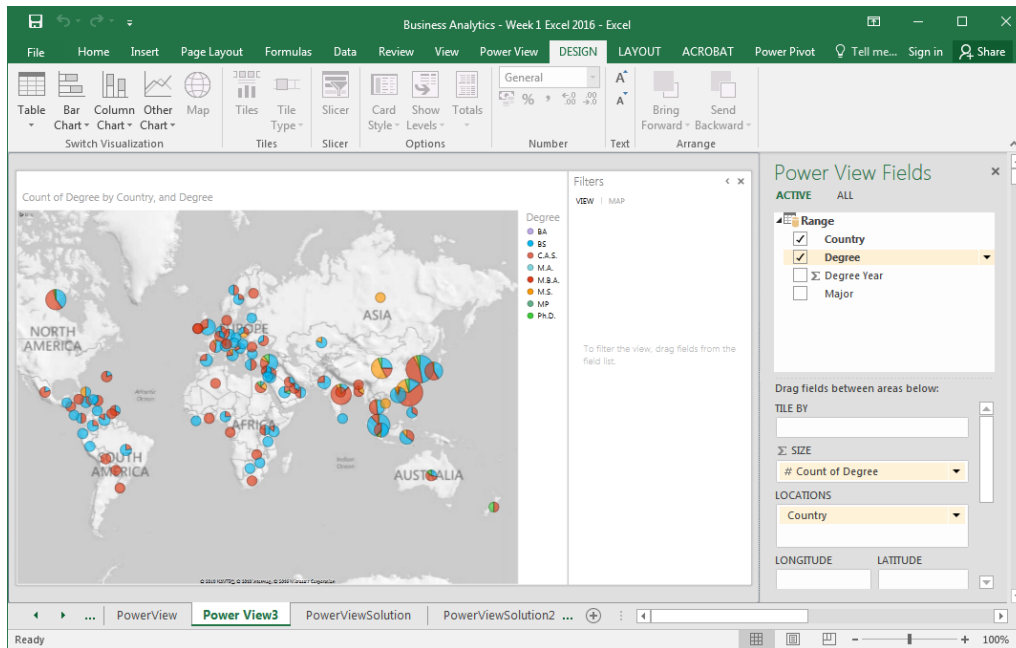 Business Analytics - Week 1 Excel 2016 - Excel
File Home Insert Page Layout Formulas Data Review View Power View DESIGN LAYOUT ACROBAT Power Pivot Tell me... Sign in Share
General
Table Bar Column Other Map Tiles Tile Slicer Card Show Totals Bring Send
Chart Chart Chart Type Style Levels Forward Backward
Switch Visualization Tiles Slicer Options Number Text Arrange
Count of Degree by Country, and Degree
NORTH
AMERICA
EUROPE
ASIA
Atlantic
Ocean
AFRICA
SOUTH
AMERICA
Indian
Ocean
AUSTRALIA
Degree
BA
BS
C.A.S.
M.A.
M.B.A.
M.S.
MP
Ph.D.
Filters
VIEW | MAP
To filter the view, drag fields from the
field list.
Power View Fields
ACTIVE ALL
Range
Country
Degree
Σ Degree Year
Major
Drag fields between areas below:
TILE BY
Σ SIZE
# Count of Degree
LOCATIONS
Country
LONGITUDE LATITUDE
... PowerView Power View3 PowerViewSolution PowerViewSolution2 ...
Ready 100%